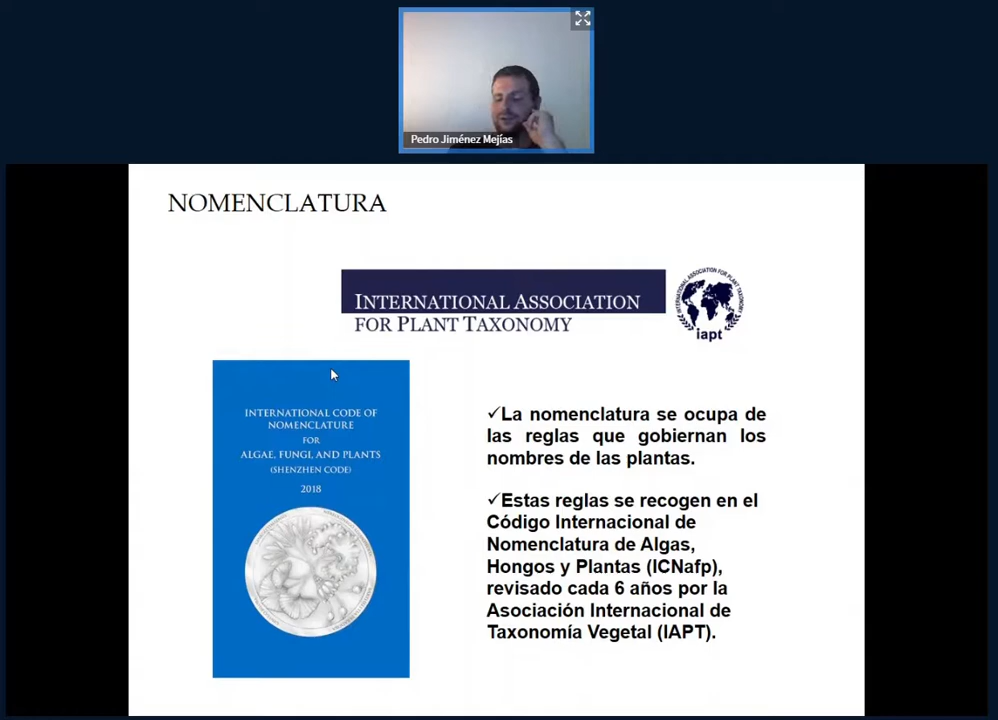 Pedro Jiménez Mejías
NOMENCLATURA
INTERNATIONAL ASSOCIATION
FOR PLANT TAXONOMY
INTERNATIONAL ASSOCIATION FOR PLANT TAXONOMY
iapt
INTERNATIONAL CODE OF
NOMENCLATURE
FOR
ALGAE, FUNGI, AND PLANTS
(SHENZHEN CODE)
2018
✓La nomenclatura se ocupa de
las reglas que gobiernan los
nombres de las plantas.
✓Estas reglas se recogen en el
Código Internacional de
Nomenclatura de Algas,
Hongos y Plantas (ICNafp),
revisado cada 6 años por la
Asociación Internacional de
Taxonomía Vegetal (IAPT).